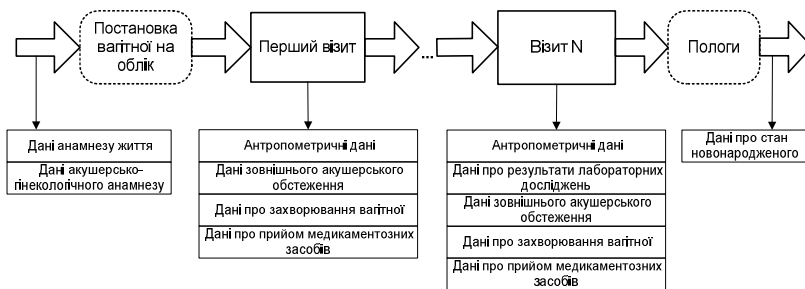 Постановка
вагітної на
облік
Перший візит
...
Візит N
Пологи
Дані анамнезу життя
Дані акушерсько-
гінекологічного анамнезу
Антропометричні дані
Дані зовнішнього акушерського
обстеження
Дані про захворювання вагітної
Дані про прийом медикаментозних
засобів
Антропометричні дані
Дані про результати лабораторних
досліджень
Дані зовнішнього акушерського
обстеження
Дані про захворювання вагітної
Дані про прийом медикаментозних
засобів
Дані про стан
новонародженого